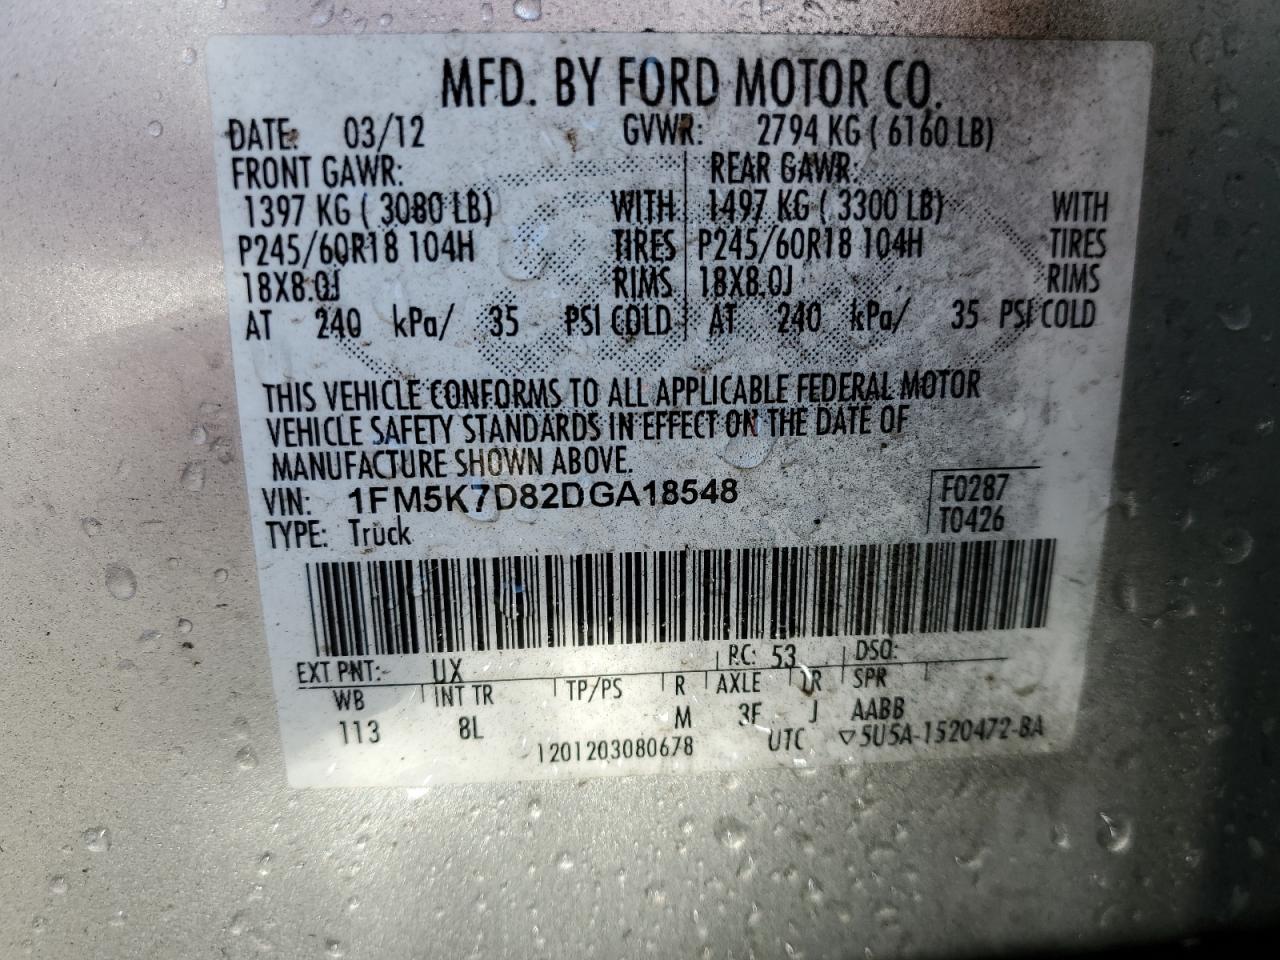 MFD. BY FORD MOTOR CO.
DATE: 03/12 GVWR: 2794 KG ( 6160 LB)
FRONT GAWR: REAR GAWR:
1397 KG ( 3080 LB) WITH 1497 KG ( 3300 LB) WITH
P245/60R18 104H TIRES P245/60R18 104H TIRES
18X8.0J RIMS 18X8.0J RIMS
AT 240 kPa/ 35 PSI COLD AT 240 kPa/ 35 PSI COLD
THIS VEHICLE CONFORMS TO ALL APPLICABLE FEDERAL MOTOR
VEHICLE SAFETY STANDARDS IN EFFECT ON THE DATE OF
MANUFACTURE SHOWN ABOVE.
VIN: 1FM5K7D82DGA18548 F0287
TYPE: Truck T0426
EXT PNT: UX RC: 53 DSO:
WB INT TR TP/PS R AXLE TR SPR
113 8L M 3F J AABB
1201203080678 UTC ▽5U5A-1520472-BA